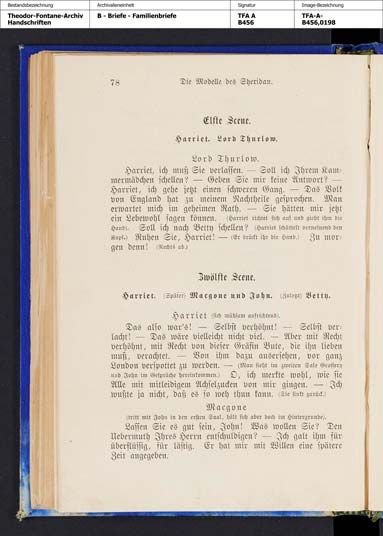 Bestandsbezeichnung
Theodor-Fontane-Archiv
Handschriften
Archivalieneinheit
B - Briefe - Familienbriefe
Signatur
TFA A
B456
Image-Bezeichnung
TFA-A-
B456,0198
78 Die Modelle des Sheridan.
Elfte Scene.
Harriet. Lord Thurlow.
Lord Thurlow.
Harriet, ich muß Sie verlassen. — Soll ich Ihrem Kam-
mermädchen schellen? — Geben Sie mir keine Antwort? —
Harriet, ich gehe jetzt einen schweren Gang. — Das Volk
von England hat zu meinem Nachtheile gesprochen. Man
erwartet mich im geheimen Rath. — Sie hätten mir jetzt
ein Lebewohl sagen können. (Harriet richtet sich auf und giebt ihm die
Hand). Soll ich nach Betty schellen? (Harriet schüttelt verneinend den
Kopf.) Ruhen Sie, Harriet! — (Er drückt ihr die Hand.) Zu mor-
gen denn! (Rechts ab.)
Zwölfte Scene.
Harriet. (Später) Macgone und John. (Zuletzt) Betty.
Harriet (sich mühsam aufrichtend).
Das also war's! — Selbst verhöhnt! — Selbst ver-
lacht! — Das wäre vielleicht nicht viel. — Aber mit Recht
verhöhnt, mit Recht von dieser Gräfin Bute, die ihn lieben
muß, verachtet. — Von ihm dazu ausersehen, vor ganz
London verspottet zu werden. — (Man sieht im zweiten Sale Macgone
und John im Gespräche hereinkommen.) O, ich merkte wohl, wie sie
Alle mit mitleidigem Achselzucken von mir gingen. — Ich
wußte ja nicht, daß es so weh thun kann. (Sie sinkt zurück.)
Macgone
(tritt mit John in den ersten Saal, hält sich aber doch im Hintergrunde).
Lassen Sie es gut sein, John! Was wollen Sie? Den
Uebermuth Ihres Herrn entschuldigen? — Ich galt ihm für
überflüssig, für lästig. Er hat mir mit Willen eine spätere
Zeit angegeben.